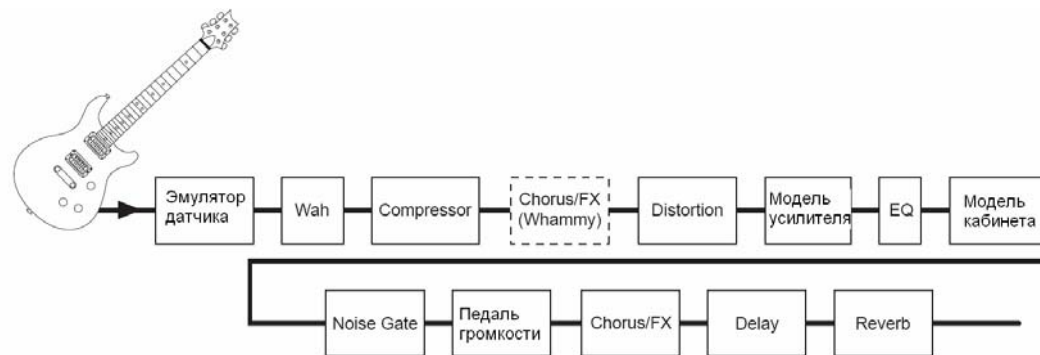 Эмулятор
датчика
Wah
Compressor
Chorus/FX
(Whammy)
Distortion
Модель
усилителя
EQ
Модель
кабинета
Noise Gate
Педаль
громкости
Chorus/FX
Delay
Reverb